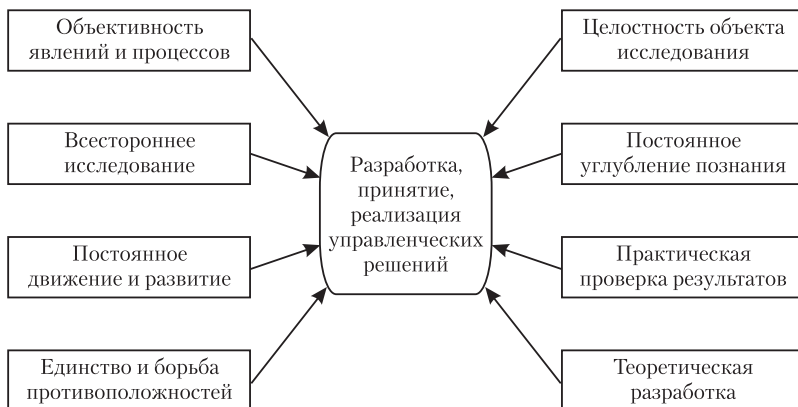 Объективность
явлений и процессов
Всестороннее
исследование
Постоянное
движение и развитие
Единство и борьба
противоположностей
Разработка,
принятие,
реализация
управленческих
решений
Целостность объекта
исследования
Постоянное
углубление познания
Практическая
проверка результатов
Теоретическая
разработка